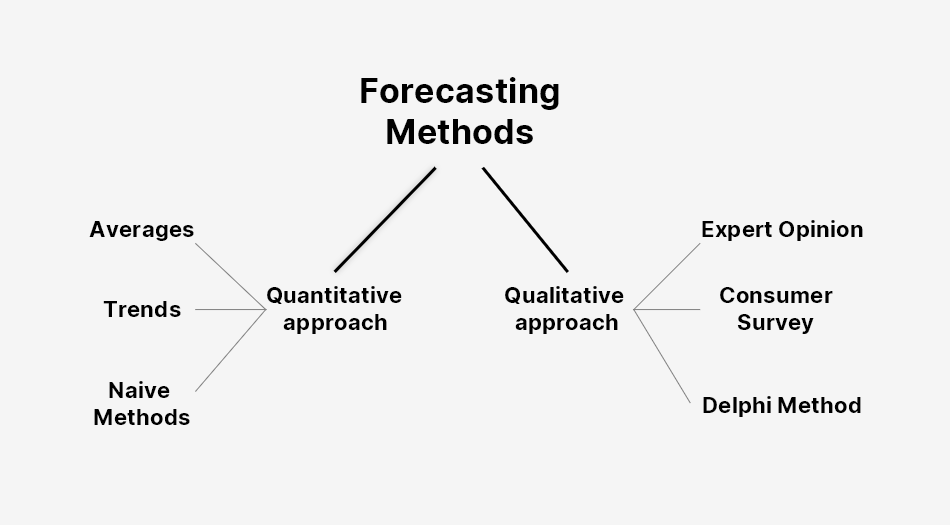 Forecasting
Methods
Averages
Trends
Naive
Methods
Quantitative
approach
Qualitative
approach
Expert Opinion
Consumer
Survey
Delphi Method